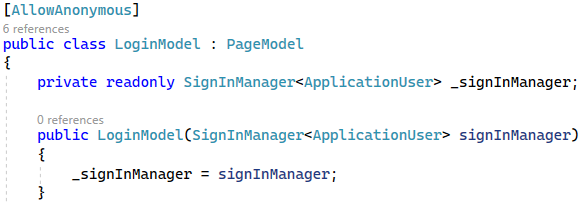 [AllowAnonymous]
6 references
public class LoginModel : PageModel
{
private readonly SignInManager<ApplicationUser> _signInManager;
0 references
public LoginModel(SignInManager<ApplicationUser> signInManager)
{
_signInManager = signInManager;
}